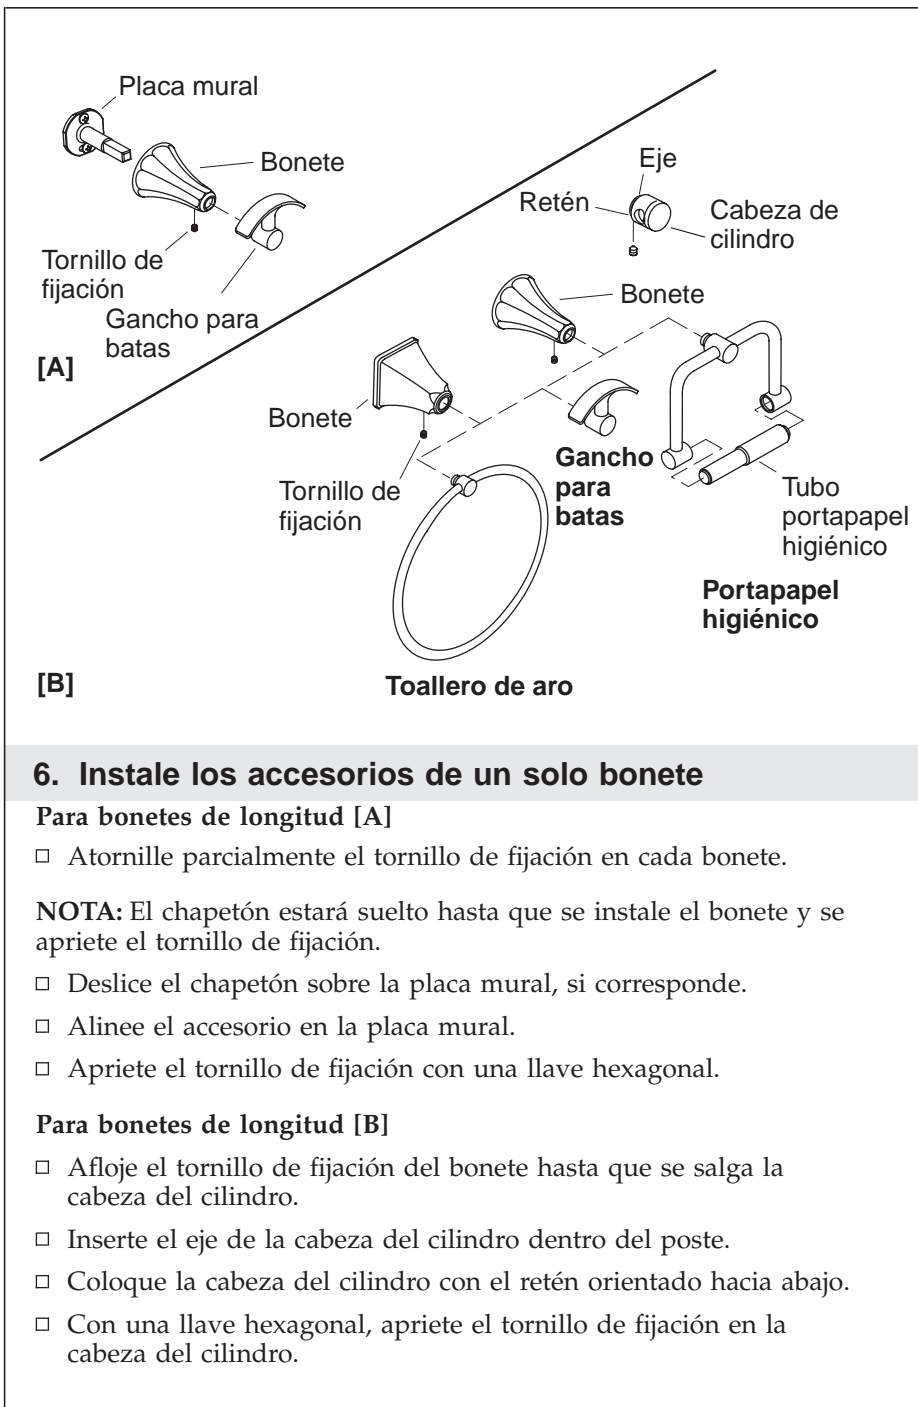 Placa mural
Bonete
Tornillo de
fijación
Gancho para
batas
[A]
Eje
Retén
Cabeza de
cilindro
Bonete
Bonete
Tornillo de
fijación
Gancho
para
batas
Tubo
portapapel
higiénico
Portapapel
higiénico
[B]
Toallero de aro
6. Instale los accesorios de un solo bonete
Para bonetes de longitud [A]
Atornille parcialmente el tornillo de fijación en cada bonete.
NOTA: El chapetón estará suelto hasta que se instale el bonete y se
apriete el tornillo de fijación.
Deslice el chapetón sobre la placa mural, si corresponde.
Alinee el accesorio en la placa mural.
Apriete el tornillo de fijación con una llave hexagonal.
Para bonetes de longitud [B]
Afloje el tornillo de fijación del bonete hasta que se salga la
cabeza del cilindro.
Inserte el eje de la cabeza del cilindro dentro del poste.
Coloque la cabeza del cilindro con el retén orientado hacia abajo.
Con una llave hexagonal, apriete el tornillo de fijación en la
cabeza del cilindro.